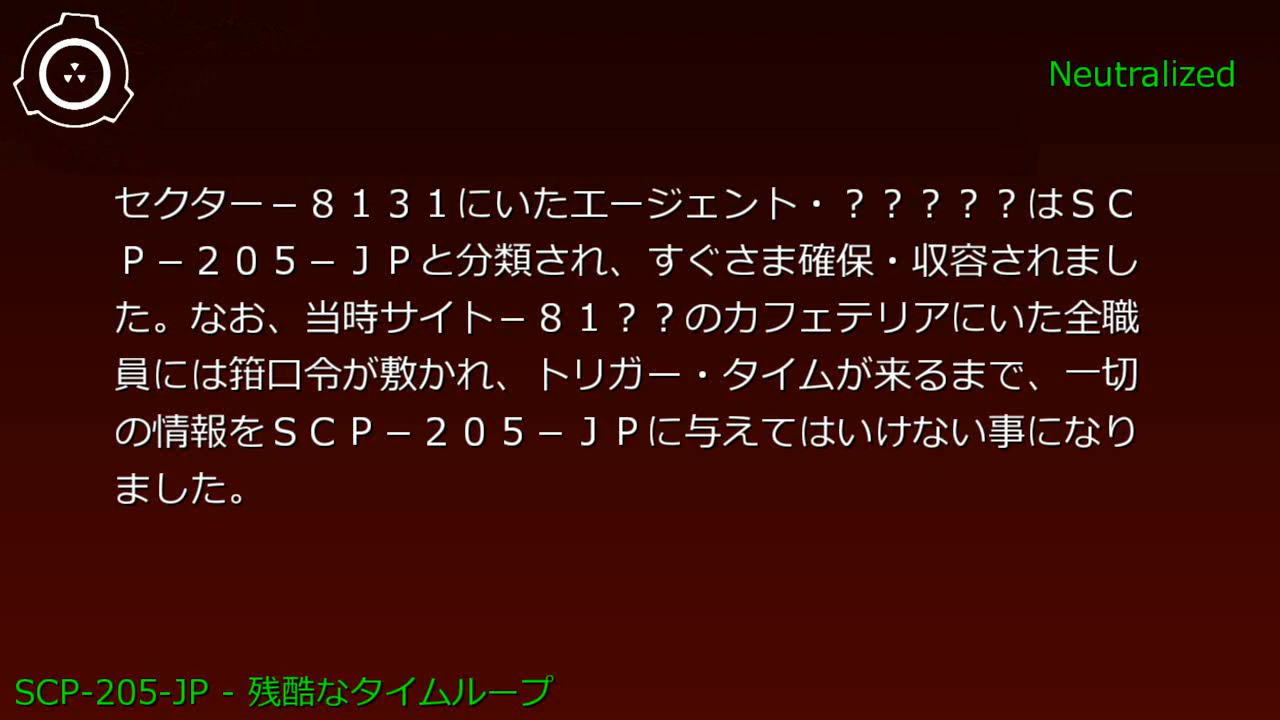 Neutralized
セクター－８１３１にいたエージェント・？？？？？はＳＣ
Ｐ－２０５－ＪＰと分類され、すぐさま確保・収容されまし
た。なお、当時サイト－８１？？のカフェテリアにいた全職
員には箝口令が敷かれ、トリガー・タイムが来るまで、一切
の情報をＳＣＰ－２０５－ＪＰに与えてはいけない事になり
ました。
SCP-205-JP - 残酷なタイムループ